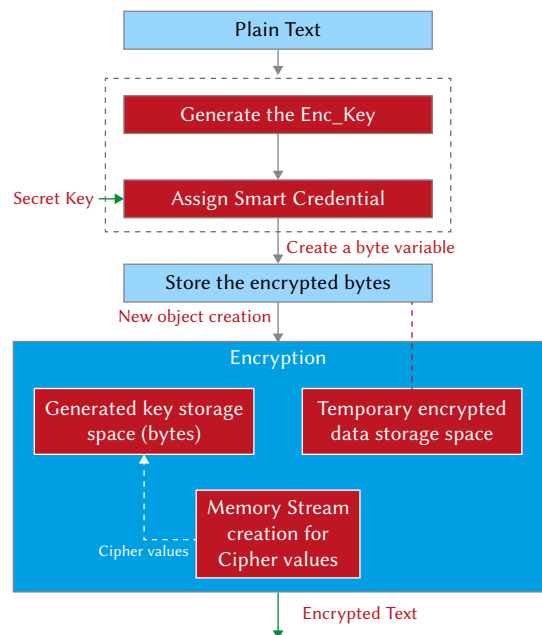 Plain Text
Generate the Enc_Key
Secret Key
Assign Smart Credential
Create a byte variable
Store the encrypted bytes
New object creation
Encryption
Generated key storage
space (bytes)
Temporary encrypted
data storage space
Memory Stream
creation for
Cipher values
Cipher values
Encrypted Text